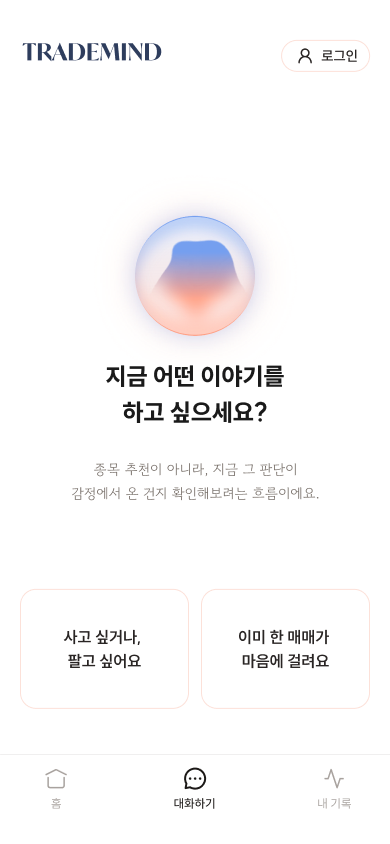 TRADEMIND
로그인
지금 어떤 이야기를
하고 싶으세요?
종목 추천이 아니라, 지금 그 판단이
감정에서 온 건지 확인해보려는 흐름이에요.
사고 싶거나,
팔고 싶어요
이미 한 매매가
마음에 걸려요
홈
대화하기
내 기록